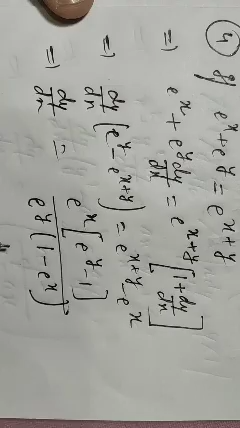 ④ If e^x + e^y = e^{x+y}
⇒ e^x + e^y dy/dx = e^{x+y} [1 + dy/dx]
⇒ dy/dx (e^y - e^{x+y}) = e^{x+y} - e^x
⇒ dy/dx = e^x [e^y - 1] / e^y (1 - e^x)